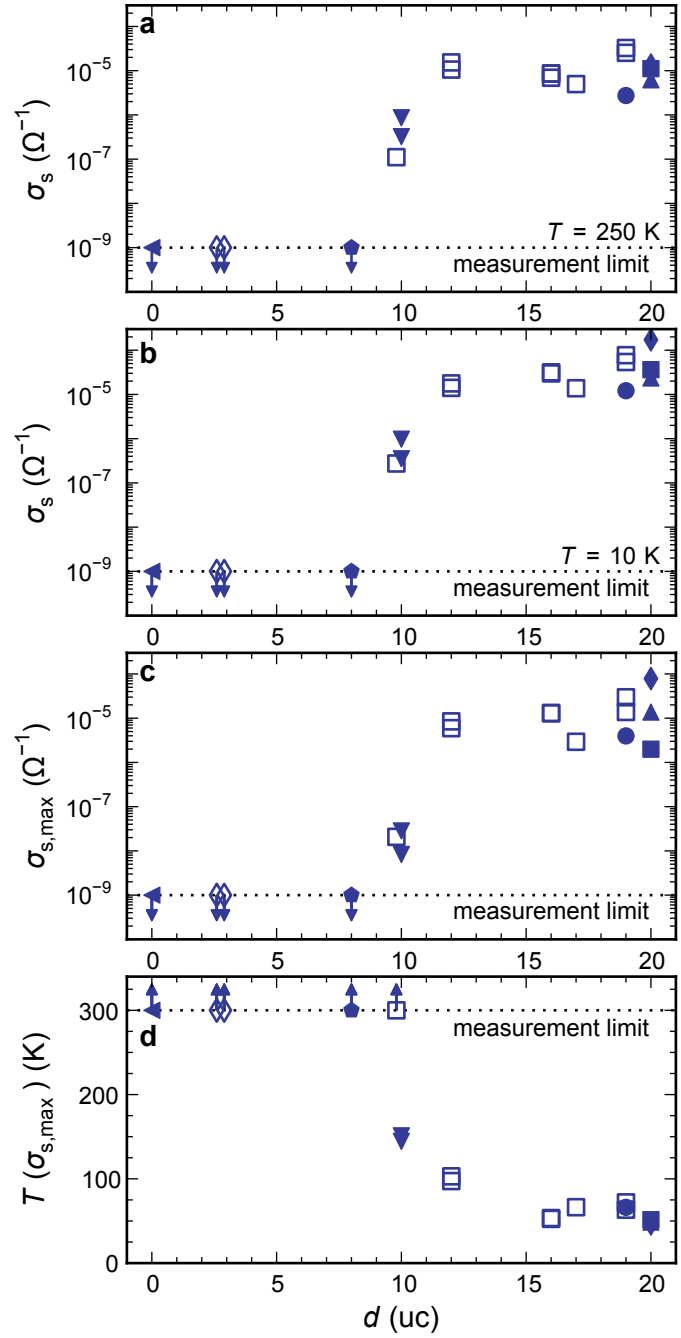 a
10⁻⁵
10⁻⁷
10⁻⁹
σs (Ω⁻¹)
T = 250 K
measurement limit
0 5 10 15 20
b
10⁻⁵
10⁻⁷
10⁻⁹
σs (Ω⁻¹)
T = 10 K
measurement limit
0 5 10 15 20
c
10⁻⁵
10⁻⁷
10⁻⁹
σs,max (Ω⁻¹)
measurement limit
0 5 10 15 20
300
measurement limit
d
250
100
50
0
T (σs,max) (K)
0 5 10 15 20
d (uc)